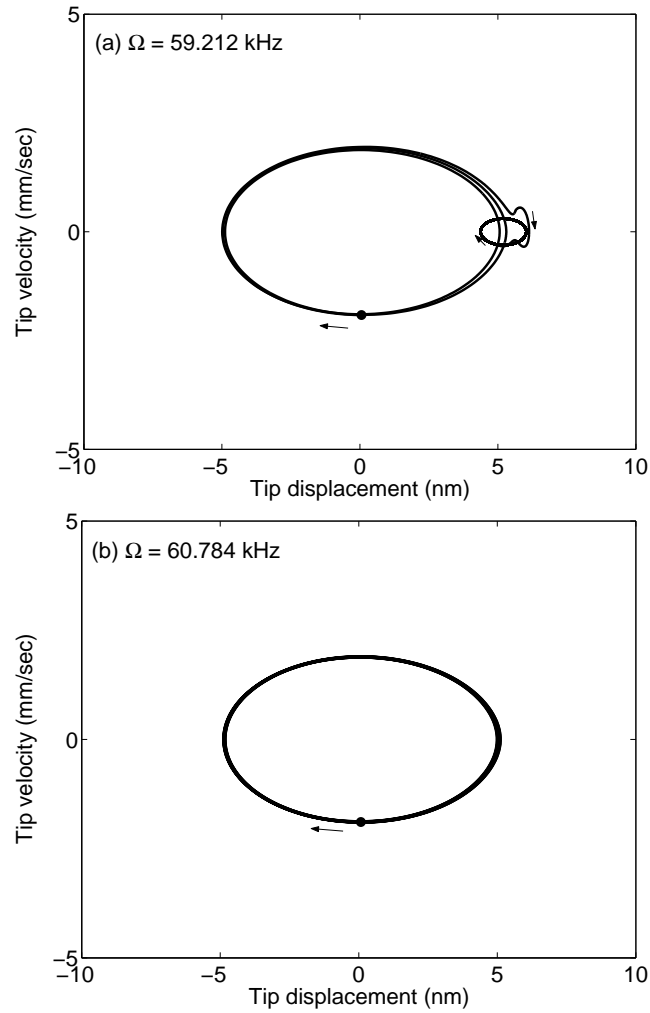 5
(a) Ω = 59.212 kHz
Tip velocity (mm/sec)
0
−5
−10
−5
0
5
10
Tip displacement (nm)
5
(b) Ω = 60.784 kHz
Tip velocity (mm/sec)
0
−5
−10
−5
0
5
10
Tip displacement (nm)